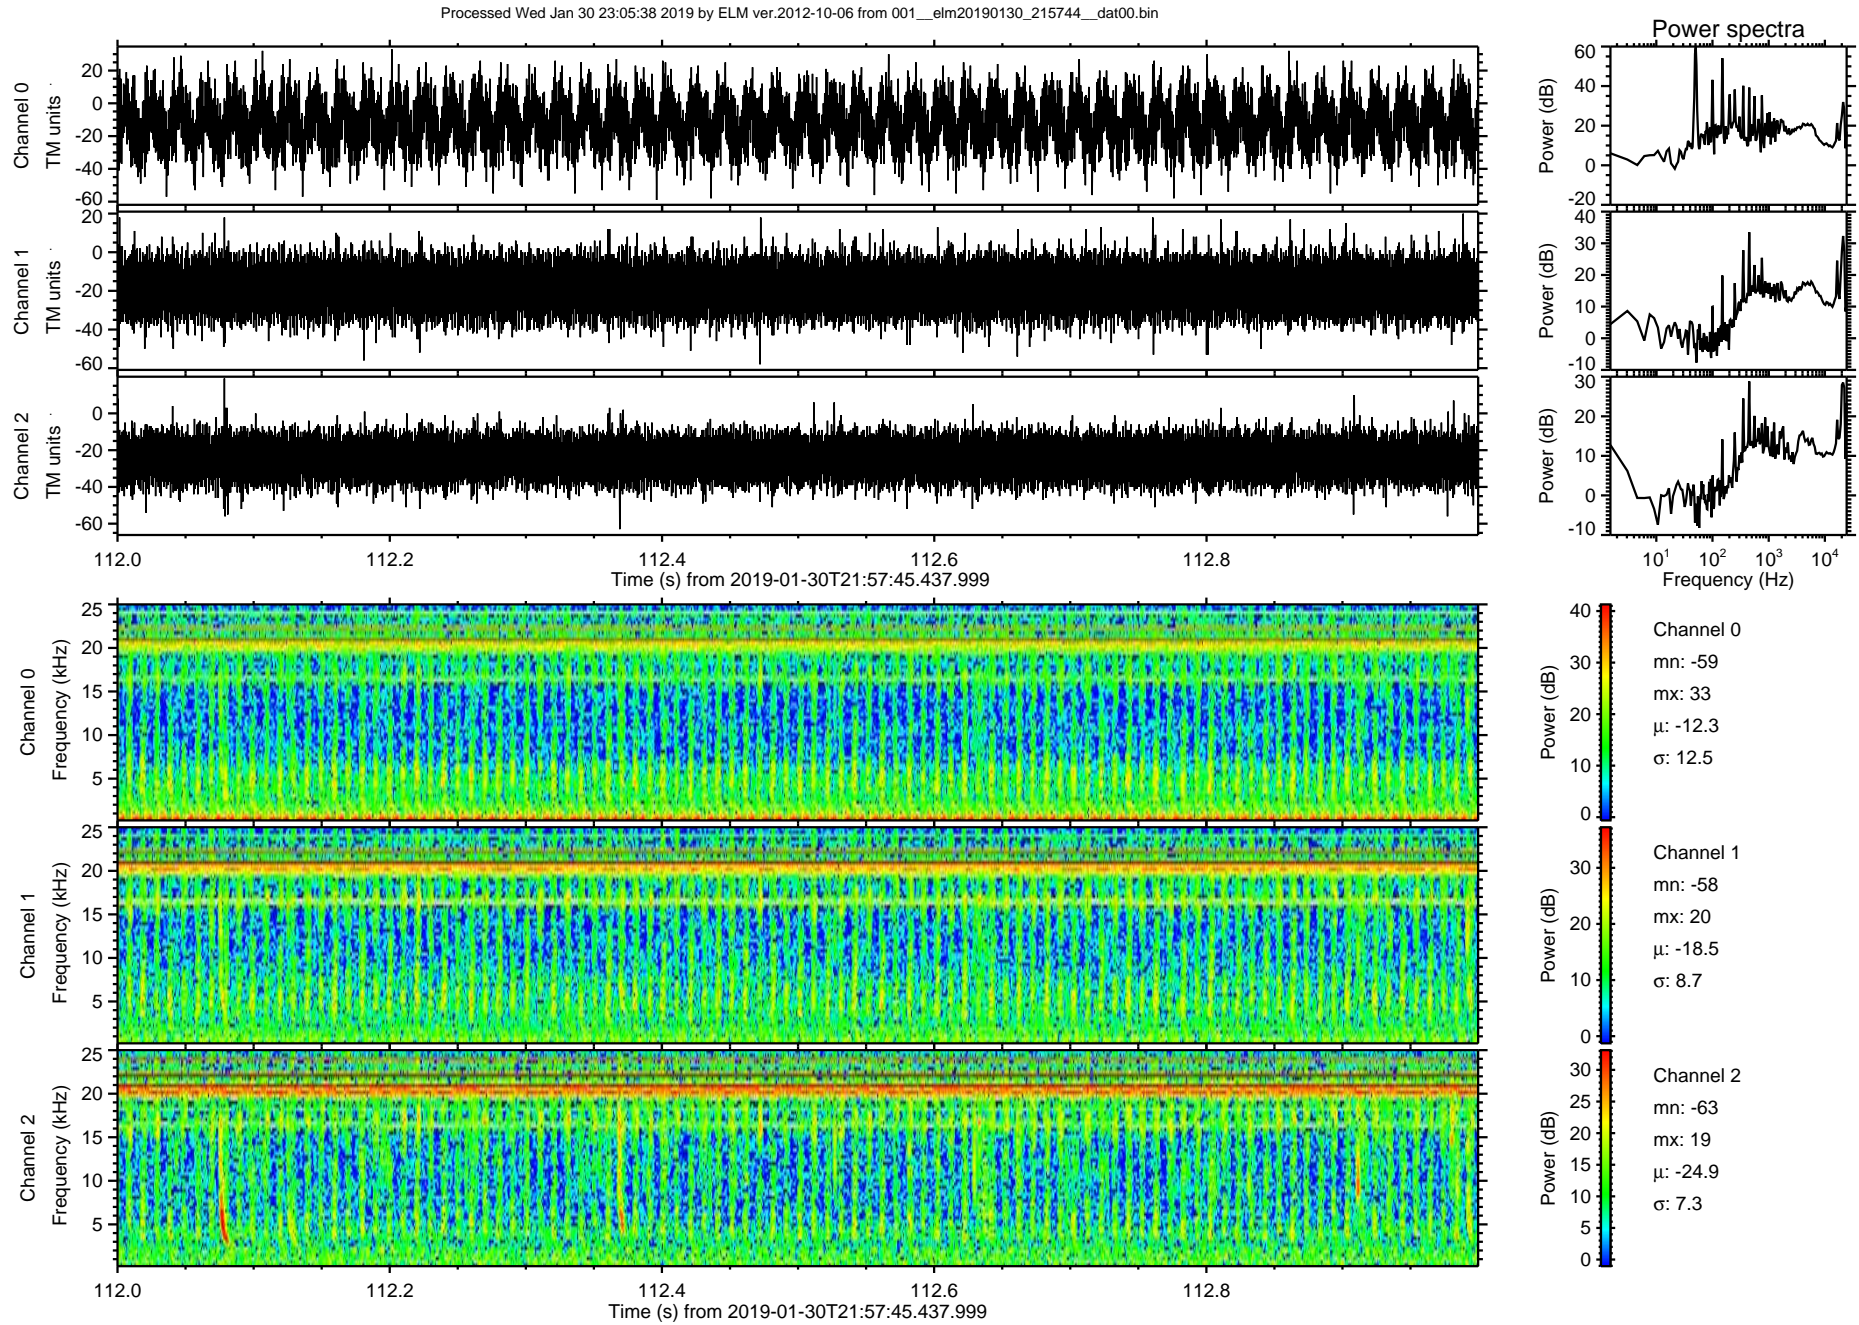 Processed Wed Jan 30 23:05:38 2019 by ELM ver.2012-10-06 from 001__elm20190130_215744__dat00.bin
Power spectra
Channel 0
TM units
20
0
-20
-40
-60
Power (dB)
60
40
20
0
-20
Channel 1
TM units
20
0
-20
-40
-60
Power (dB)
40
30
20
10
0
-10
Channel 2
TM units
0
-20
-40
-60
Power (dB)
30
20
10
0
-10
112.0 112.2 112.4 112.6 112.8
Time (s) from 2019-01-30T21:57:45.437.999
10¹ 10² 10³ 10⁴
Frequency (Hz)
Channel 0
Frequency (kHz)
25
20
15
10
5
Power (dB)
40
30
20
10
0
Channel 0
mn: -59
mx: 33
μ: -12.3
σ: 12.5
Channel 1
Frequency (kHz)
25
20
15
10
5
Power (dB)
30
20
10
0
Channel 1
mn: -58
mx: 20
μ: -18.5
σ: 8.7
Channel 2
Frequency (kHz)
25
20
15
10
5
Power (dB)
30
25
20
15
10
5
0
Channel 2
mn: -63
mx: 19
μ: -24.9
σ: 7.3
112.0 112.2 112.4 112.6 112.8
Time (s) from 2019-01-30T21:57:45.437.999